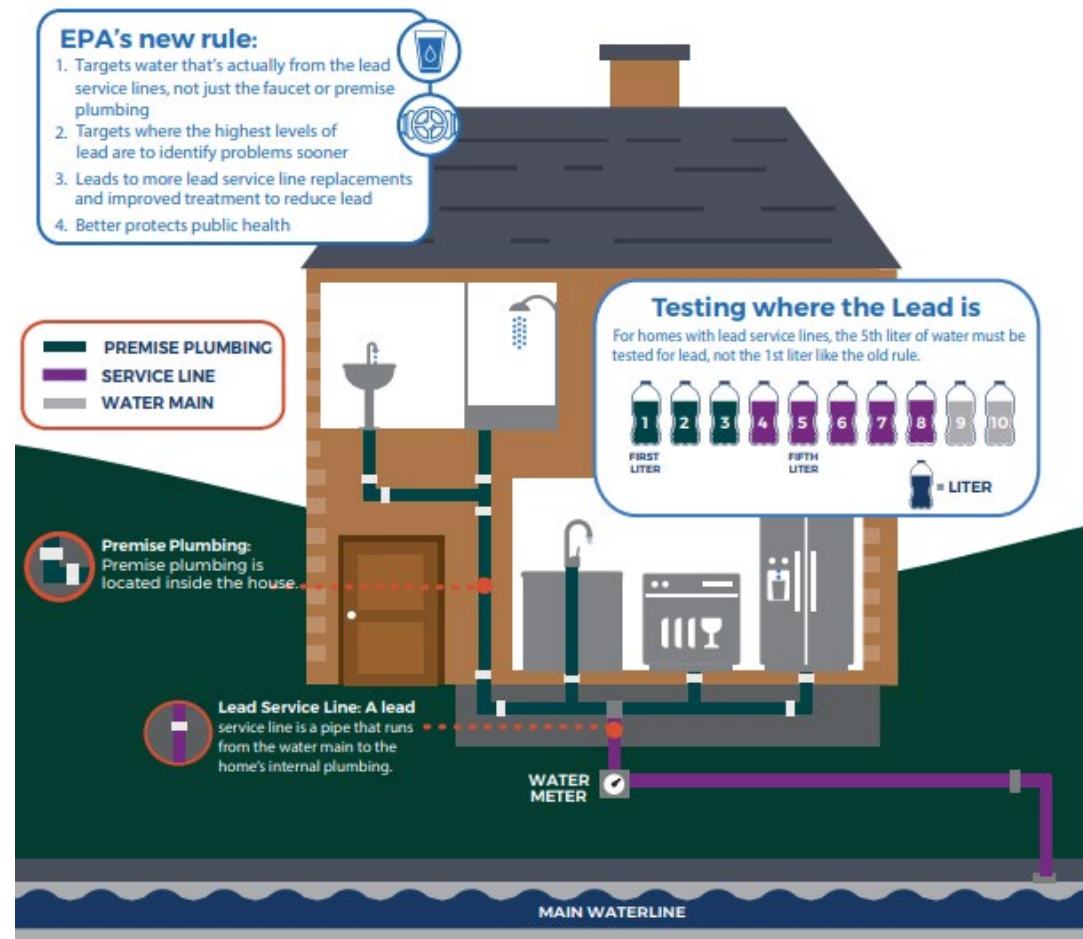 EPA's new rule:
1. Targets water that's actually from the lead
service lines, not just the faucet or premise
plumbing
2. Targets where the highest levels of
lead are to identify problems sooner
3. Leads to more lead service line replacements
and improved treatment to reduce lead
4. Better protects public health
PREMISE PLUMBING
SERVICE LINE
WATER MAIN
Testing where the Lead is
For homes with lead service lines, the 5th liter of water must be
tested for lead, not the 1st liter like the old rule.
1 2 3 4 5 6 7 8 9 10
FIRST
LITER
FIFTH
LITER
= LITER
Premise Plumbing:
Premise plumbing is
located inside the house.
Lead Service Line: A lead
service line is a pipe that runs
from the water main to the
home's internal plumbing.
WATER
METER
MAIN WATERLINE